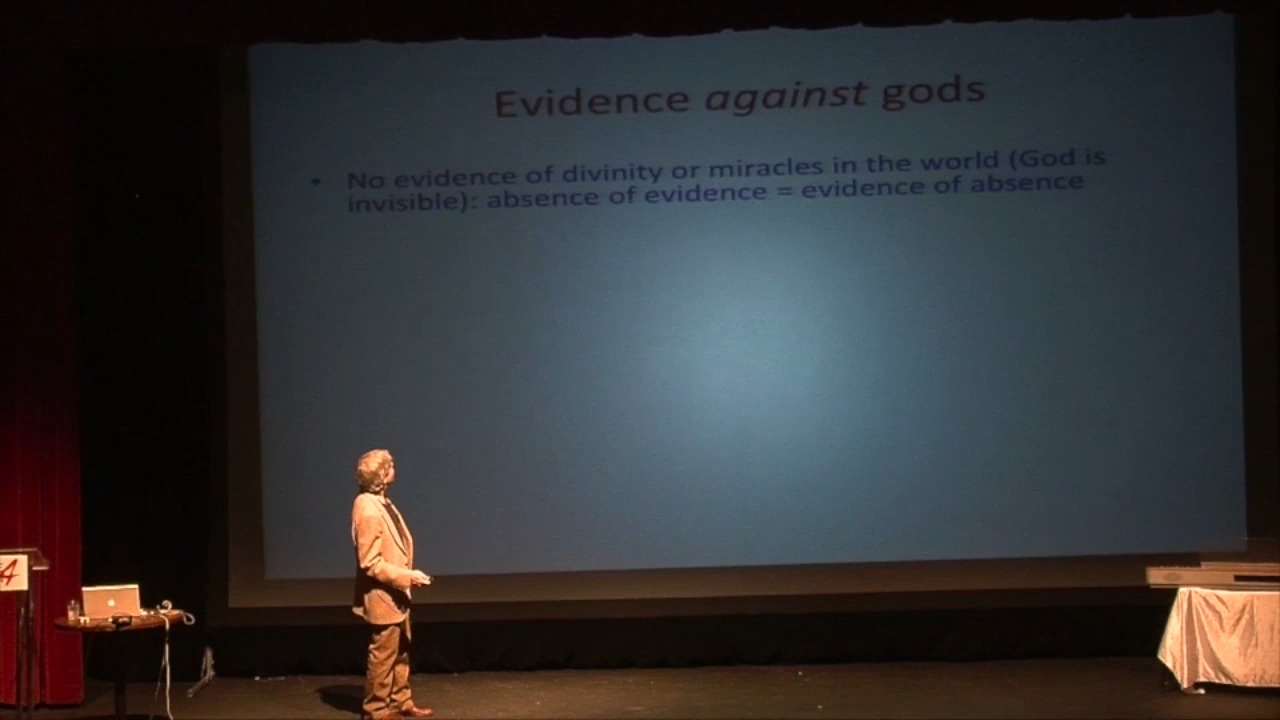 Evidence against gods
• No evidence of divinity or miracles in the world (God is
invisible): absence of evidence = evidence of absence
A